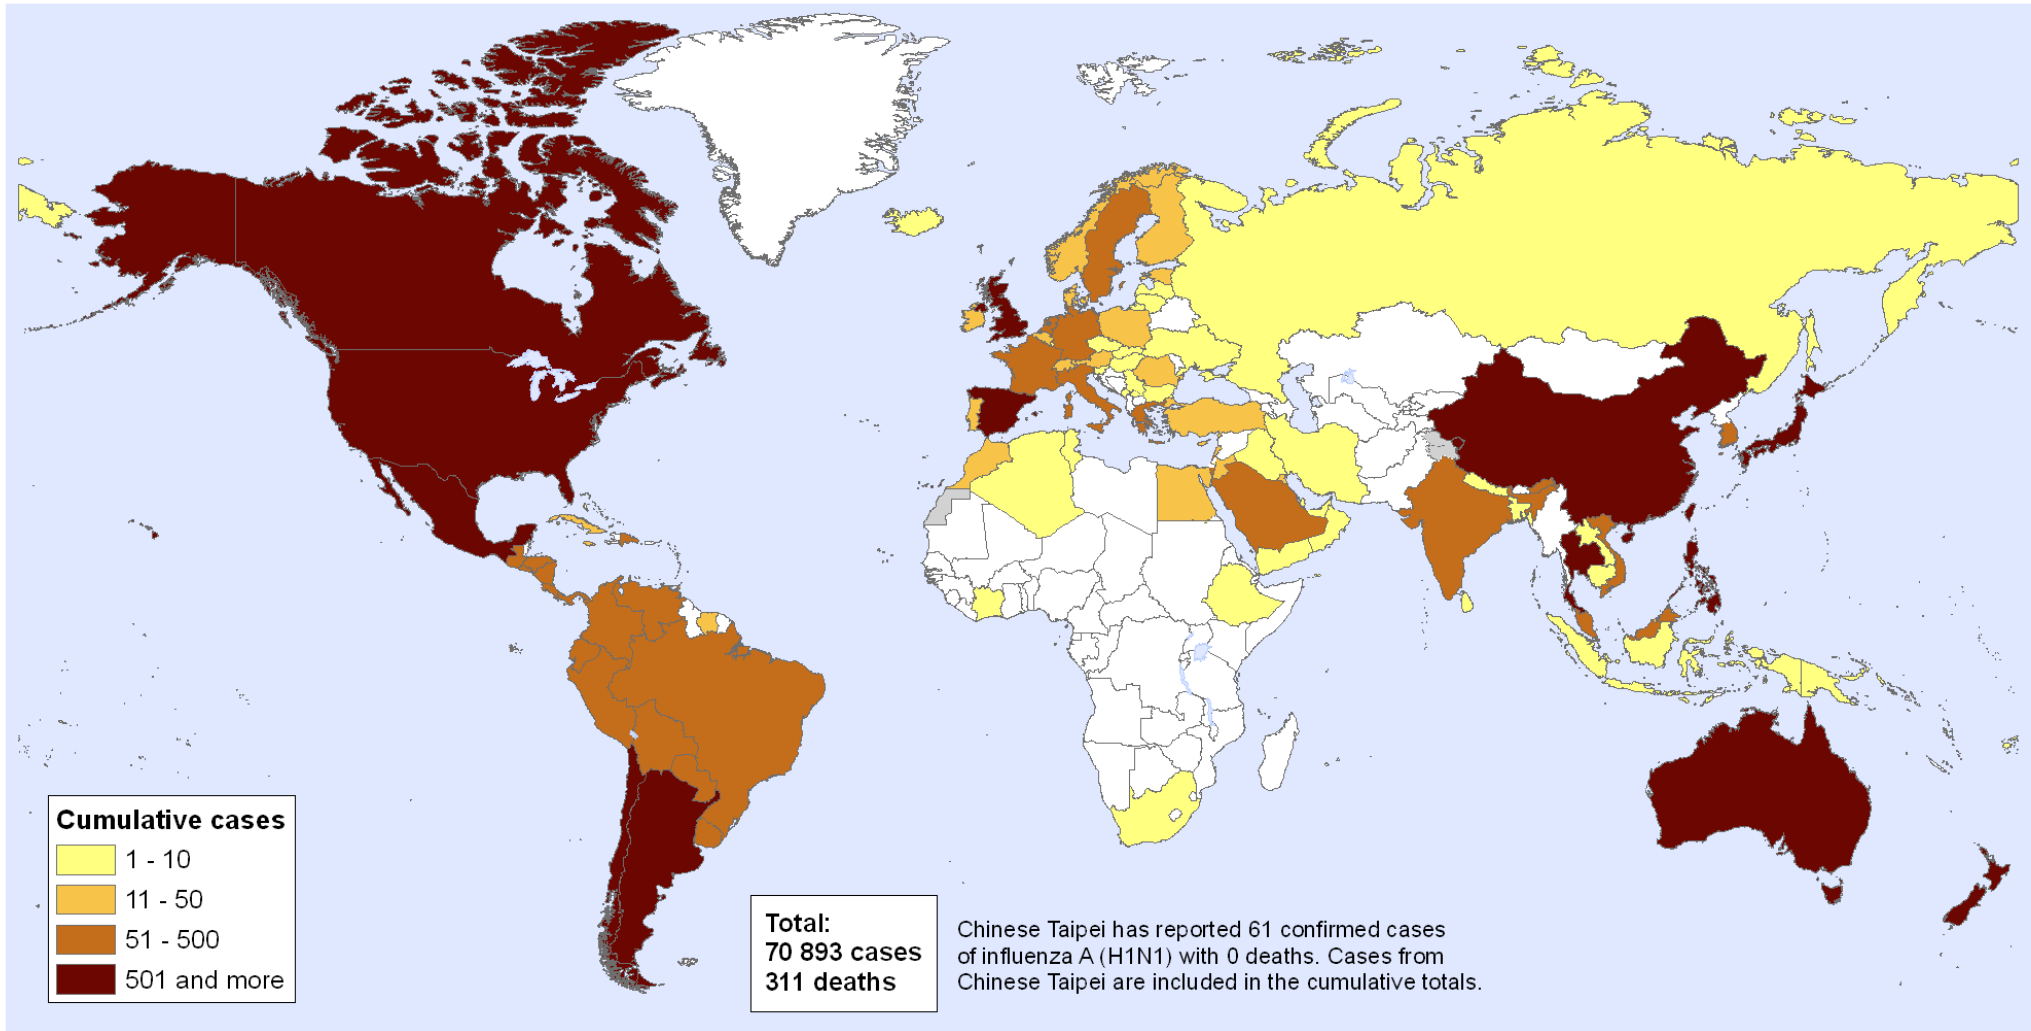 Cumulative cases
1 - 10
11 - 50
51 - 500
501 and more
Total:
70 893 cases
311 deaths
Chinese Taipei has reported 61 confirmed cases
of influenza A (H1N1) with 0 deaths. Cases from
Chinese Taipei are included in the cumulative totals.